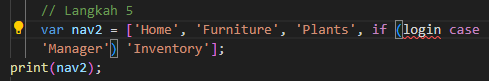 // Langkah 5
var nav2 = ['Home', 'Furniture', 'Plants', if (login case
'Manager') 'Inventory'];
print(nav2);